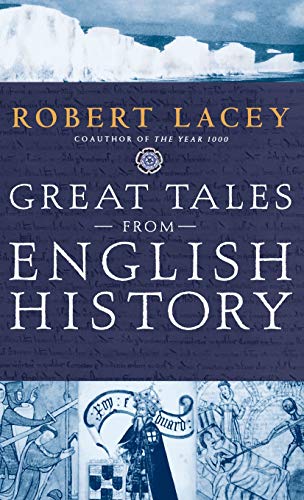 ROBERT LACEY
COAUTHOR OF THE YEAR 1000
GREAT TALES
— FROM —
ENGLISH
HISTORY